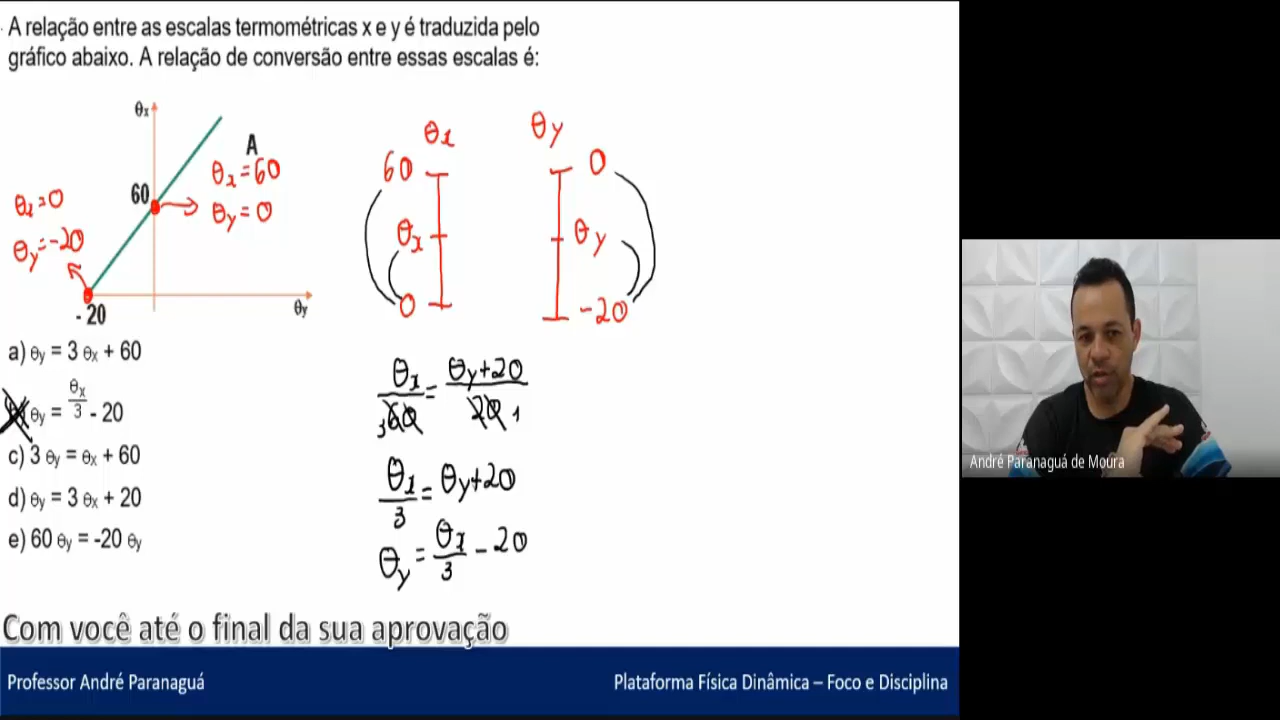 A relação entre as escalas termométricas x e y é traduzida pelo
gráfico abaixo. A relação de conversão entre essas escalas é:
θx
A
60
θx=60
θy=0
θx=0
θy=-20
- 20
θy
θx
60
θx
0
θy
0
θy
-20
a) θy = 3 θx + 60
b) θy = θx/3 - 20
c) 3 θy = θx + 60
d) θy = 3 θx + 20
e) 60 θy = -20 θy
θx/60 = θy+20/20
3
1
θx/3 = θy+20
θy = θx/3 - 20
André Paranaguá de Moura
Com você até o final da sua aprovação
Professor André Paranaguá
Plataforma Física Dinâmica – Foco e Disciplina